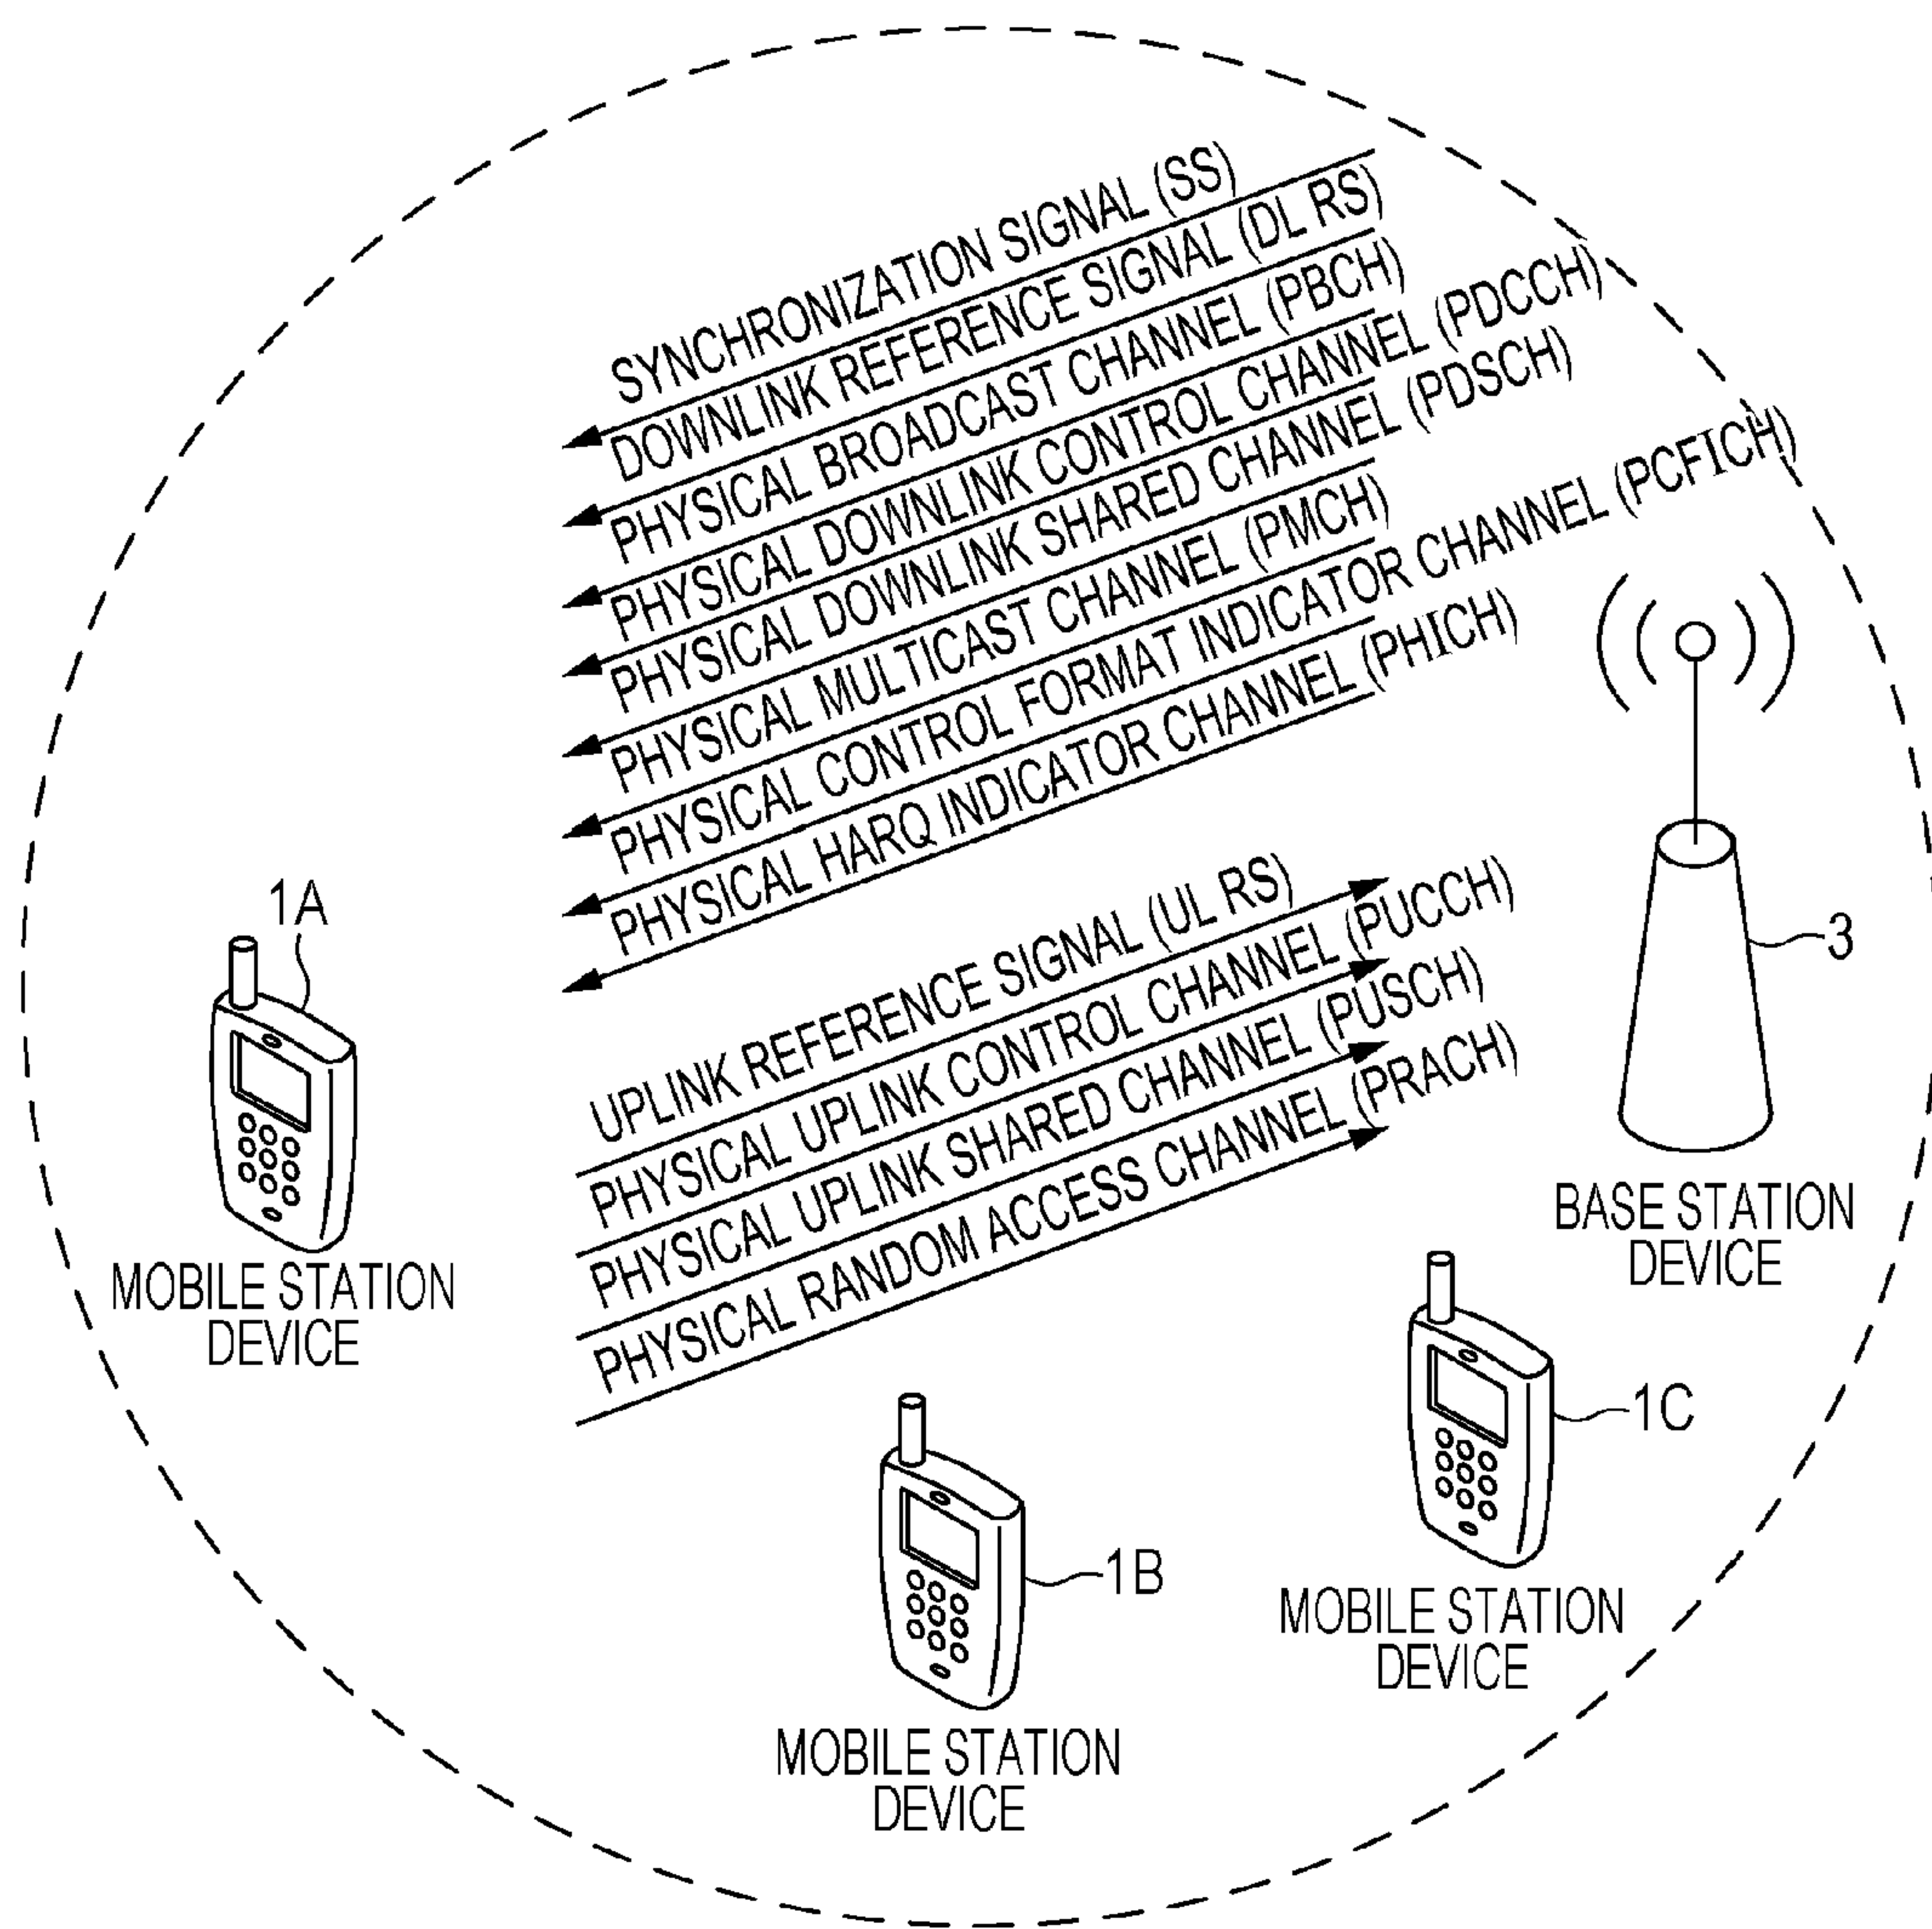 SYNCHRONIZATION SIGNAL (SS)
DOWNLINK REFERENCE SIGNAL (DL RS)
PHYSICAL BROADCAST CHANNEL (PBCH)
PHYSICAL DOWNLINK CONTROL CHANNEL (PDCCH)
PHYSICAL DOWNLINK SHARED CHANNEL (PDSCH)
PHYSICAL MULTICAST CHANNEL (PMCH)
PHYSICAL CONTROL FORMAT INDICATOR CHANNEL (PCFICH)
PHYSICAL HARQ INDICATOR CHANNEL (PHICH)
UPLINK REFERENCE SIGNAL (UL RS)
PHYSICAL UPLINK CONTROL CHANNEL (PUCCH)
PHYSICAL UPLINK SHARED CHANNEL (PUSCH)
PHYSICAL RANDOM ACCESS CHANNEL (PRACH)
1A
MOBILE STATION
DEVICE
3
BASE STATION
DEVICE
1C
MOBILE STATION
DEVICE
1B
MOBILE STATION
DEVICE